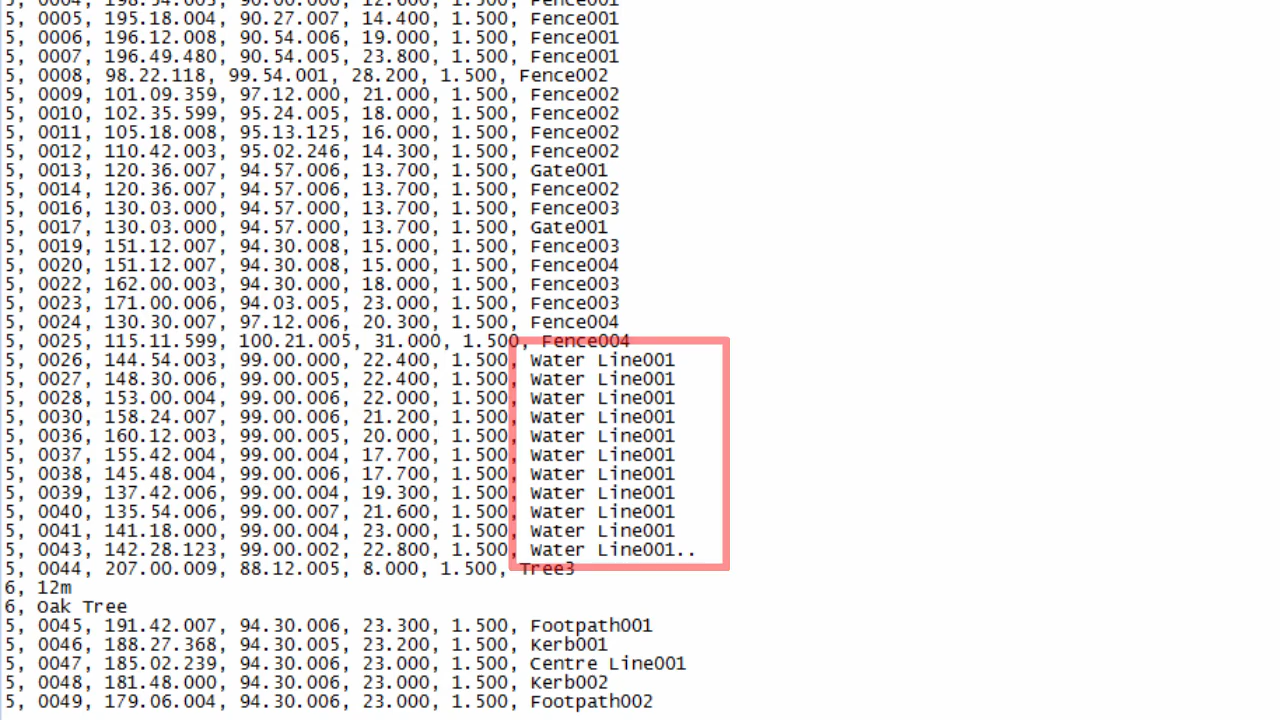 5, 0004, 198.54.003, 90.00.000, 12.600, 1.500, Fence001
5, 0005, 195.18.004, 90.27.007, 14.400, 1.500, Fence001
5, 0006, 196.12.008, 90.54.006, 19.000, 1.500, Fence001
5, 0007, 196.49.480, 90.54.005, 23.800, 1.500, Fence001
5, 0008, 98.22.118, 99.54.001, 28.200, 1.500, Fence002
5, 0009, 101.09.359, 97.12.000, 21.000, 1.500, Fence002
5, 0010, 102.35.599, 95.24.005, 18.000, 1.500, Fence002
5, 0011, 105.18.008, 95.13.125, 16.000, 1.500, Fence002
5, 0012, 110.42.003, 95.02.246, 14.300, 1.500, Fence002
5, 0013, 120.36.007, 94.57.006, 13.700, 1.500, Gate001
5, 0014, 120.36.007, 94.57.006, 13.700, 1.500, Fence002
5, 0016, 130.03.000, 94.57.000, 13.700, 1.500, Fence003
5, 0017, 130.03.000, 94.57.000, 13.700, 1.500, Gate001
5, 0019, 151.12.007, 94.30.008, 15.000, 1.500, Fence003
5, 0020, 151.12.007, 94.30.008, 15.000, 1.500, Fence004
5, 0022, 162.00.003, 94.30.000, 18.000, 1.500, Fence003
5, 0023, 171.00.006, 94.03.005, 23.000, 1.500, Fence003
5, 0024, 130.30.007, 97.12.006, 20.300, 1.500, Fence004
5, 0025, 115.11.599, 100.21.005, 31.000, 1.500, Fence004
5, 0026, 144.54.003, 99.00.000, 22.400, 1.500, Water Line001
5, 0027, 148.30.006, 99.00.005, 22.400, 1.500, Water Line001
5, 0028, 153.00.004, 99.00.006, 22.000, 1.500, Water Line001
5, 0030, 158.24.007, 99.00.006, 21.200, 1.500, Water Line001
5, 0036, 160.12.003, 99.00.005, 20.000, 1.500, Water Line001
5, 0037, 155.42.004, 99.00.004, 17.700, 1.500, Water Line001
5, 0038, 145.48.004, 99.00.006, 17.700, 1.500, Water Line001
5, 0039, 137.42.006, 99.00.004, 19.300, 1.500, Water Line001
5, 0040, 135.54.006, 99.00.007, 21.600, 1.500, Water Line001
5, 0041, 141.18.000, 99.00.004, 23.000, 1.500, Water Line001
5, 0043, 142.28.123, 99.00.002, 22.800, 1.500, Water Line001..
5, 0044, 207.00.009, 88.12.005, 8.000, 1.500, Tree3
6, 12m
6, Oak Tree
5, 0045, 191.42.007, 94.30.006, 23.300, 1.500, Footpath001
5, 0046, 188.27.368, 94.30.005, 23.200, 1.500, Kerb001
5, 0047, 185.02.239, 94.30.006, 23.000, 1.500, Centre Line001
5, 0048, 181.48.000, 94.30.006, 23.000, 1.500, Kerb002
5, 0049, 179.06.004, 94.30.006, 23.000, 1.500, Footpath002